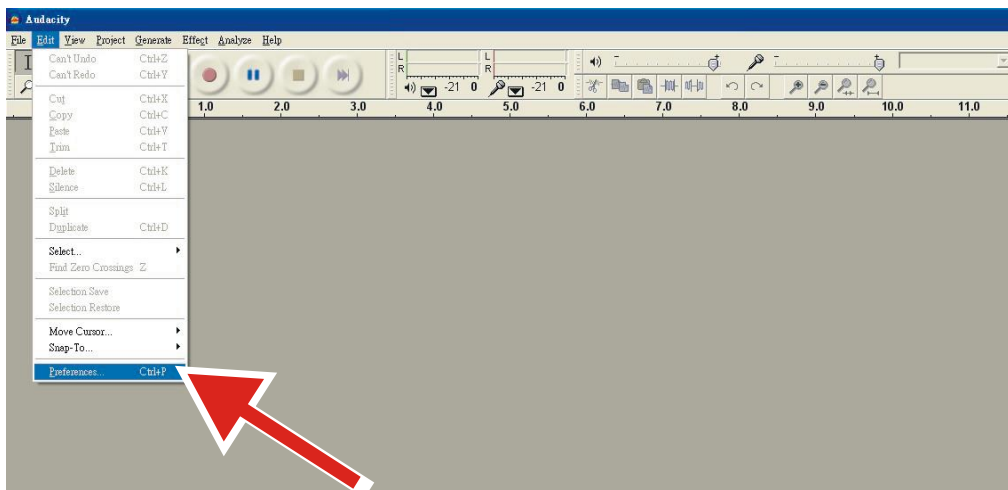 Audacity
File Edit View Project Generate Effect Analyze Help
Can't Undo Ctrl+Z
Can't Redo Ctrl+Y
Cut Ctrl+X
Copy Ctrl+C
Paste Ctrl+V
Trim Ctrl+T
Delete Ctrl+K
Silence Ctrl+L
Split
Duplicate Ctrl+D
Select...
Find Zero Crossings Z
Selection Save
Selection Restore
Move Cursor...
Snap-To...
Preferences... Ctrl+P
L L
R R
-21 0 -21 0
1.0 2.0 3.0 4.0 5.0 6.0 7.0 8.0 9.0 10.0 11.0